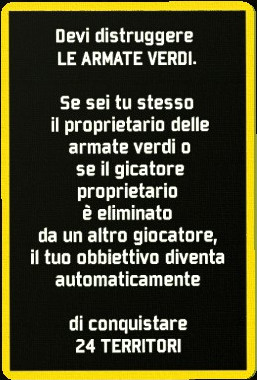 Devi distruggere
LE ARMATE VERDI.
Se sei tu stesso
il proprietario delle
armate verdi o
se il gicatore
proprietario
è eliminato
da un altro giocatore,
il tuo obbiettivo diventa
automaticamente
di conquistare
24 TERRITORI